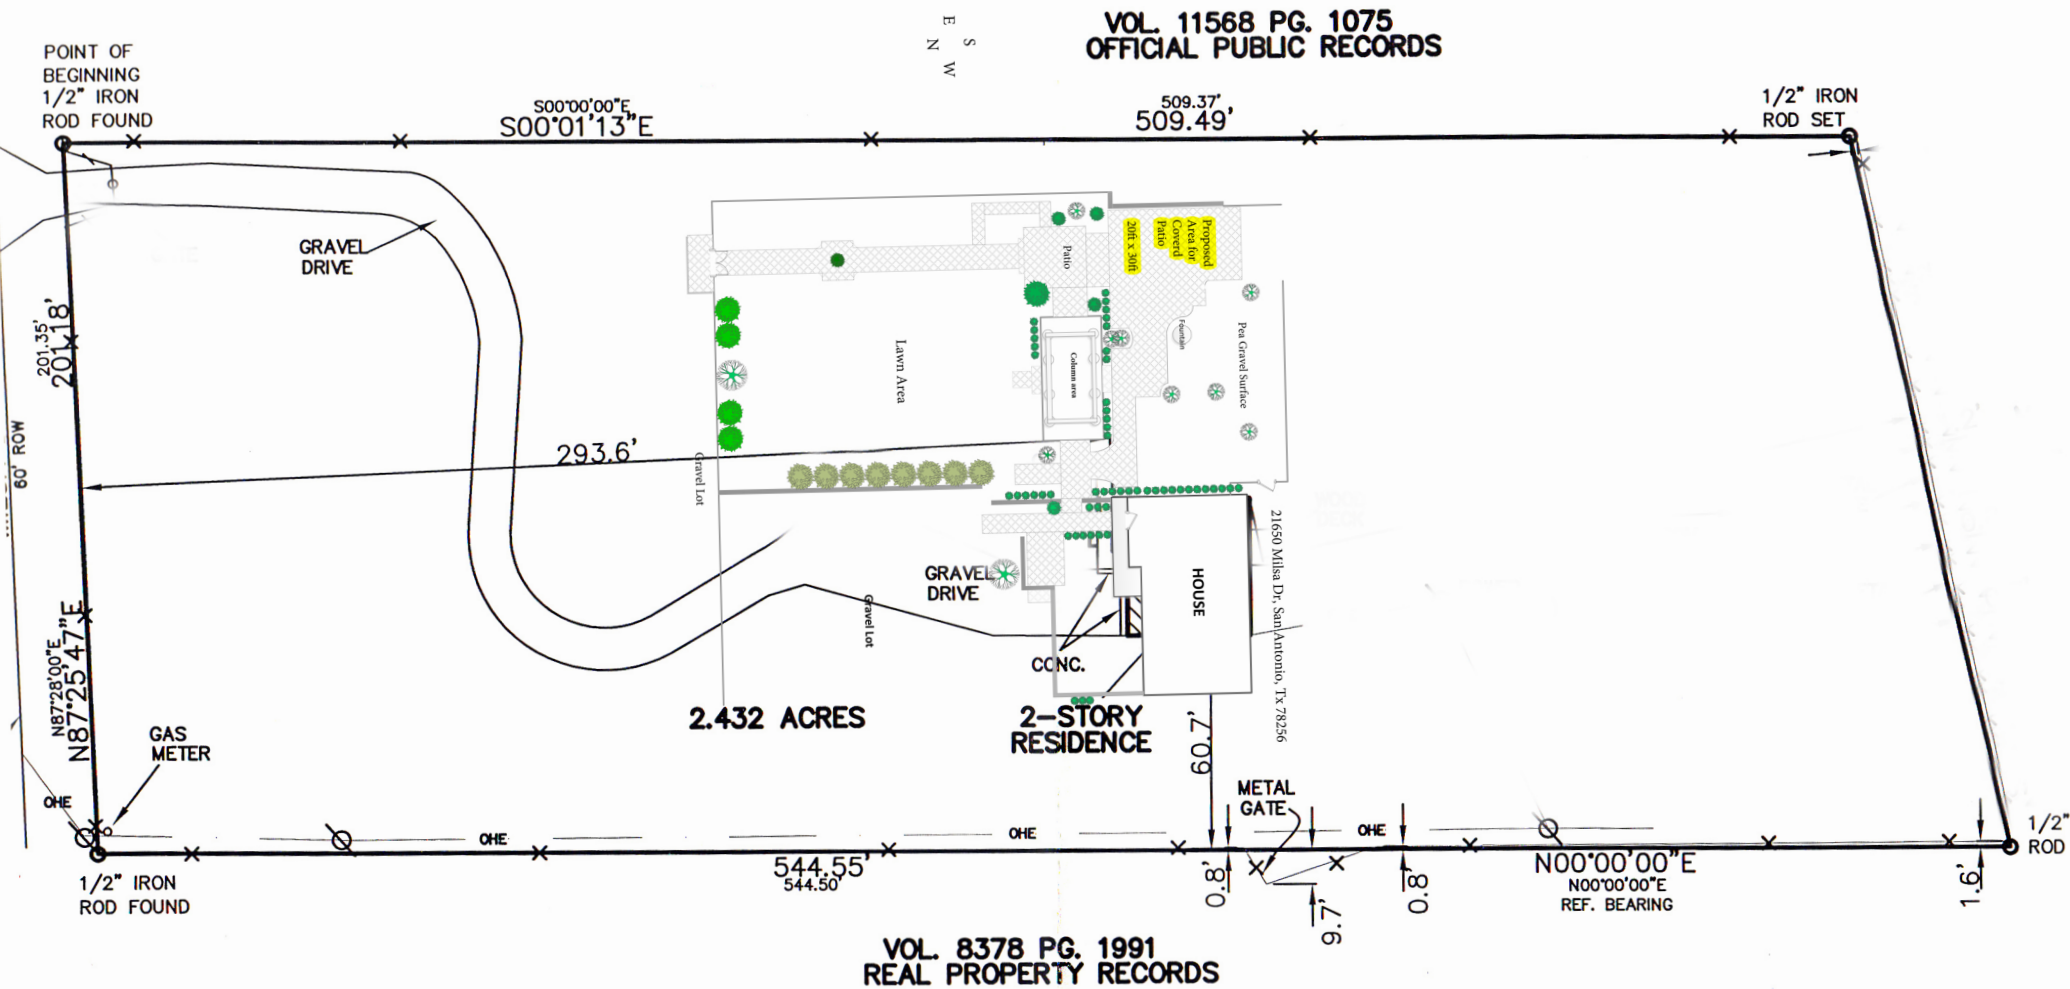 E
S
N
W
VOL. 11568 PG. 1075
OFFICIAL PUBLIC RECORDS
POINT OF
BEGINNING
1/2" IRON
ROD FOUND
S00°00'00"E
S00°01'13"E
509.37'
509.49'
1/2" IRON
ROD SET
GRAVEL
DRIVE
Patio
Proposed
Area for
Coverd
Patio
20ft x 30ft
201.35'
201.18'
Fountain
Pea Gravel Surface
Lawn Area
Column area
60' ROW
293.6'
Gravel Lot
21650 Milsa Dr, San Antonio, Tx 78256
GRAVEL
DRIVE
HOUSE
Gravel Lot
CONC.
N87°28'00"E
N87°25'47"E
2.432 ACRES
2-STORY
RESIDENCE
60.7'
GAS
METER
METAL
GATE
OHE
OHE
OHE
OHE
1/2"
ROD
544.55'
544.50'
0.8'
9.7'
0.8'
N00°00'00"E
N00°00'00"E
REF. BEARING
1.6'
1/2" IRON
ROD FOUND
VOL. 8378 PG. 1991
REAL PROPERTY RECORDS